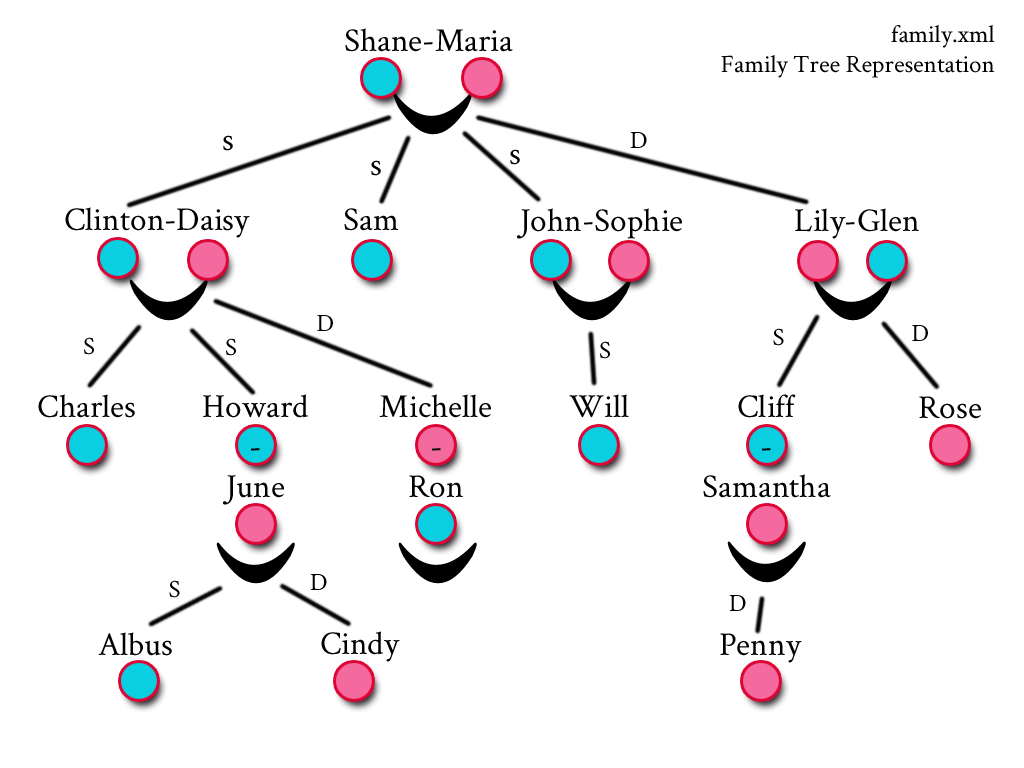 Shane-Maria
family.xml
Family Tree Representation
s
s
s
D
Clinton-Daisy
Sam
John-Sophie
Lily-Glen
S
S
D
S
S
D
Charles
Howard
Michelle
Will
Cliff
Rose
-
-
-
June
Ron
Samantha
S
D
D
Albus
Cindy
Penny